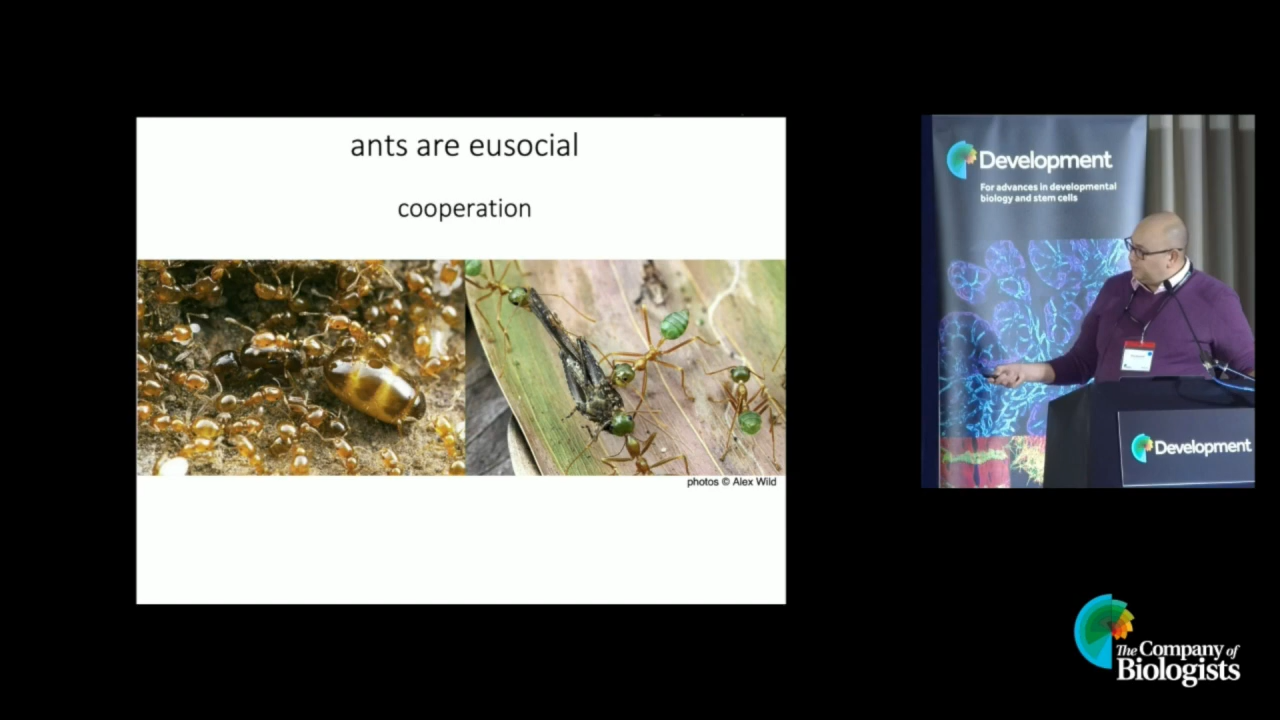 ants are eusocial
cooperation
photos © Alex Wild
Development
For advances in developmental
biology and stem cells
Development
The Company of
Biologists